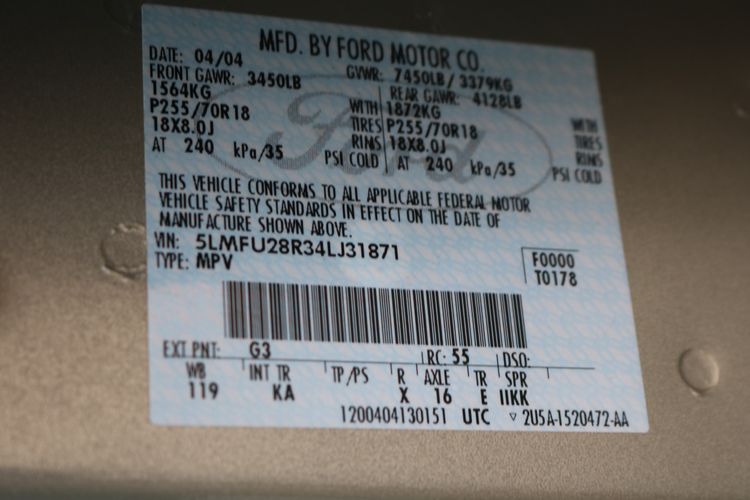 MFD. BY FORD MOTOR CO.
DATE: 04/04 GVWR: 7450LB / 3379KG
FRONT GAWR: 3450LB REAR GAWR: 4128LB
1564KG WITH 1872KG WITH
P255/70R18 TIRES P255/70R18 TIRES
18X8.0J RIMS 18X8.0J RIMS
AT 240 kPa/35 PSI COLD AT 240 kPa/35 PSI COLD
Ford
THIS VEHICLE CONFORMS TO ALL APPLICABLE FEDERAL MOTOR
VEHICLE SAFETY STANDARDS IN EFFECT ON THE DATE OF
MANUFACTURE SHOWN ABOVE.
VIN: 5LMFU28R34LJ31871 F0000
TYPE: MPV T0178
EXT PNT: G3 RC: 55 DSO:
WB INT TR TP/PS R AXLE TR SPR
119 KA X 16 E IIKK
1200404130151 UTC ▽ 2U5A-1520472-AA